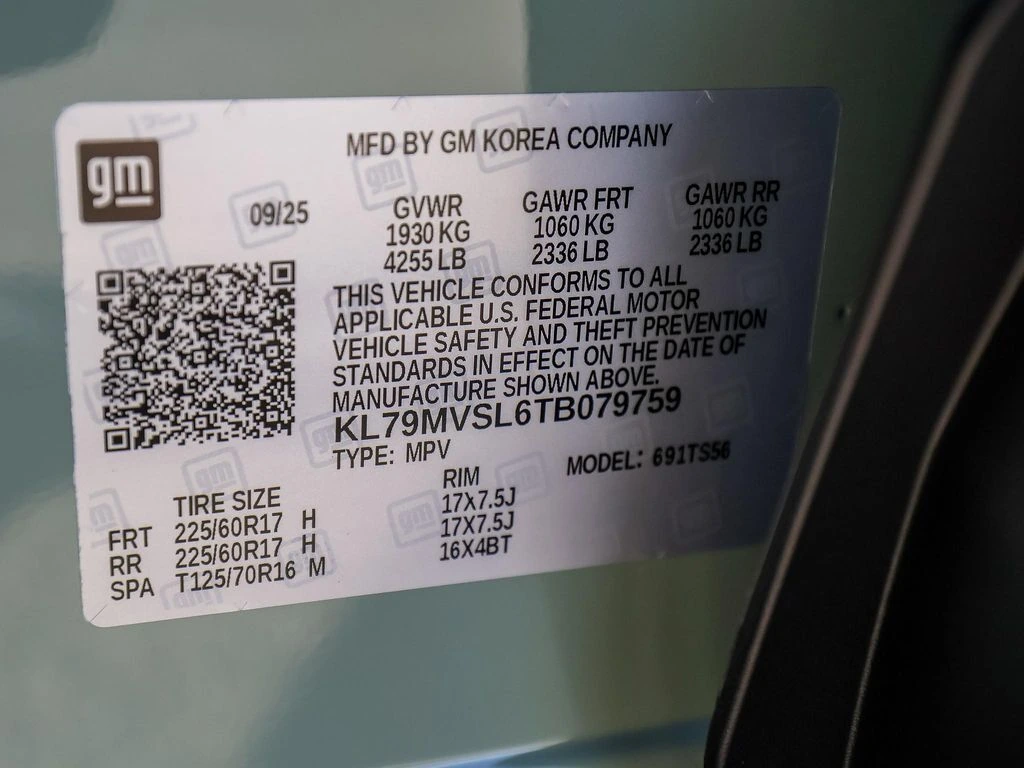 gm
MFD BY GM KOREA COMPANY
09/25
GVWR
1930 KG
4255 LB
GAWR FRT
1060 KG
2336 LB
GAWR RR
1060 KG
2336 LB
THIS VEHICLE CONFORMS TO ALL
APPLICABLE U.S. FEDERAL MOTOR
VEHICLE SAFETY AND THEFT PREVENTION
STANDARDS IN EFFECT ON THE DATE OF
MANUFACTURE SHOWN ABOVE.
KL79MVSL6TB079759
TYPE: MPV
MODEL: 691TS56
TIRE SIZE RIM
FRT 225/60R17 H 17X7.5J
RR 225/60R17 H 17X7.5J
SPA T125/70R16 M 16X4BT